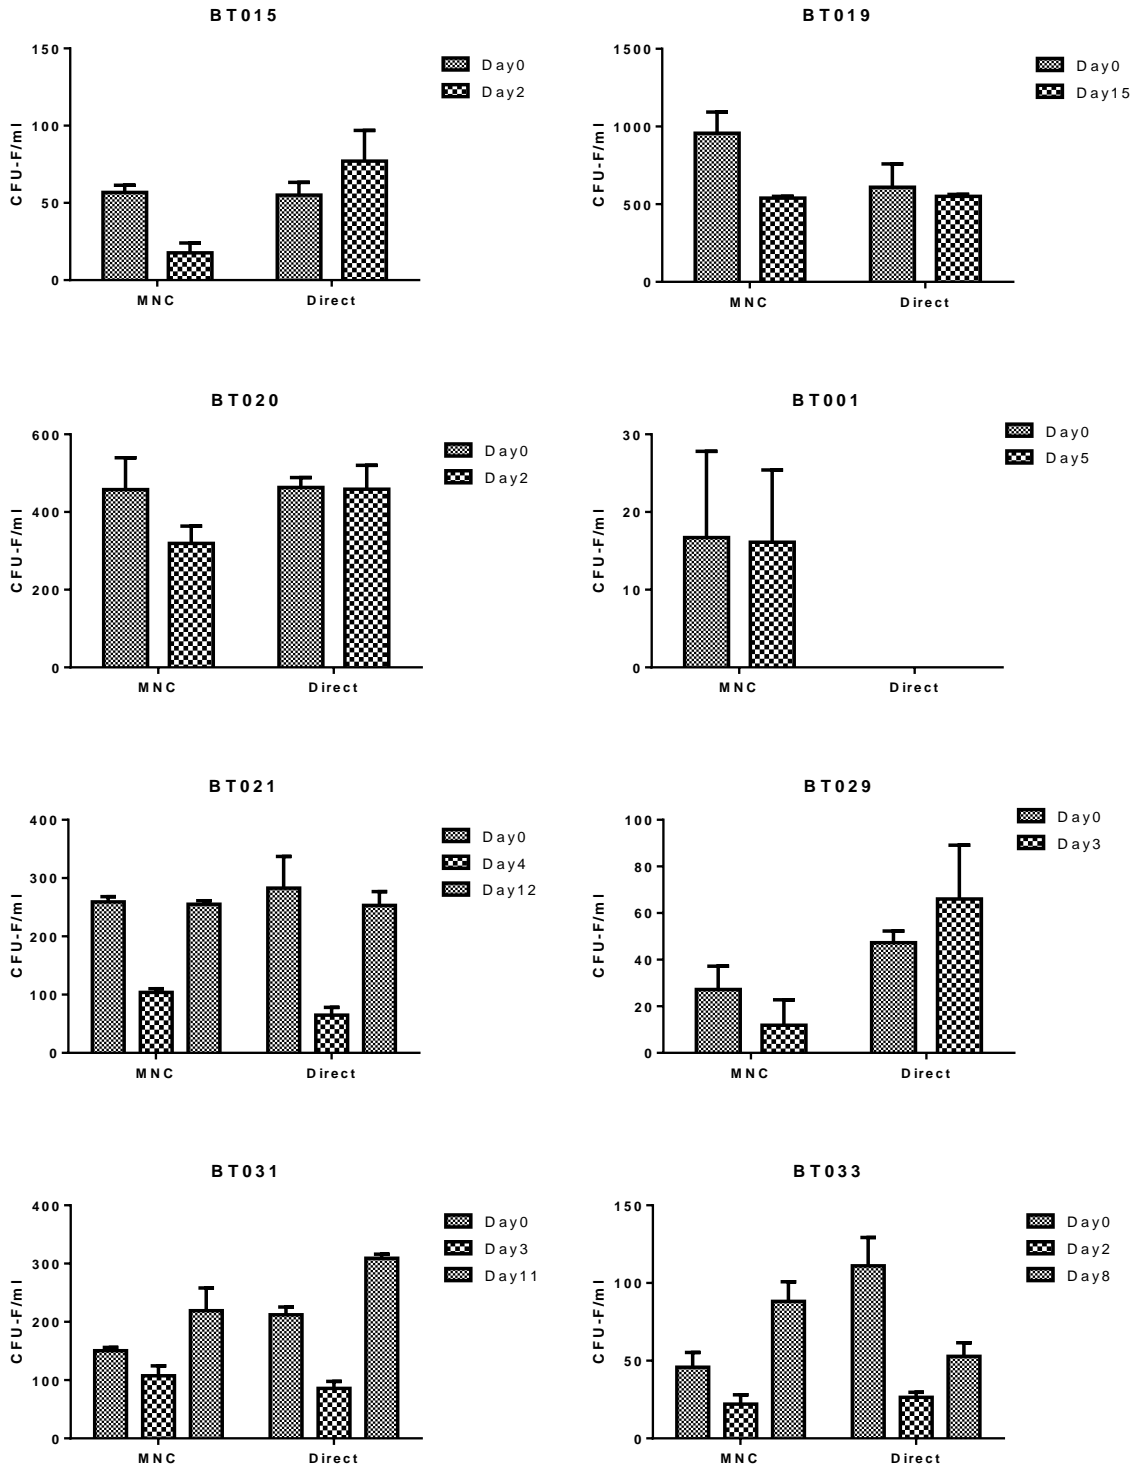 BT015
150
100
50
0
CFU-F/ml
MNC
Direct
Day0
Day2
BT019
1500
1000
500
0
CFU-F/ml
MNC
Direct
Day0
Day15
BT020
600
400
200
0
CFU-F/ml
MNC
Direct
Day0
Day2
BT001
30
20
10
0
CFU-F/ml
MNC
Direct
Day0
Day5
BT021
400
300
200
100
0
CFU-F/ml
MNC
Direct
Day0
Day4
Day12
BT029
100
80
60
40
20
0
CFU-F/ml
MNC
Direct
Day0
Day3
BT031
400
300
200
100
0
CFU-F/ml
MNC
Direct
Day0
Day3
Day11
BT033
150
100
50
0
CFU-F/ml
MNC
Direct
Day0
Day2
Day8